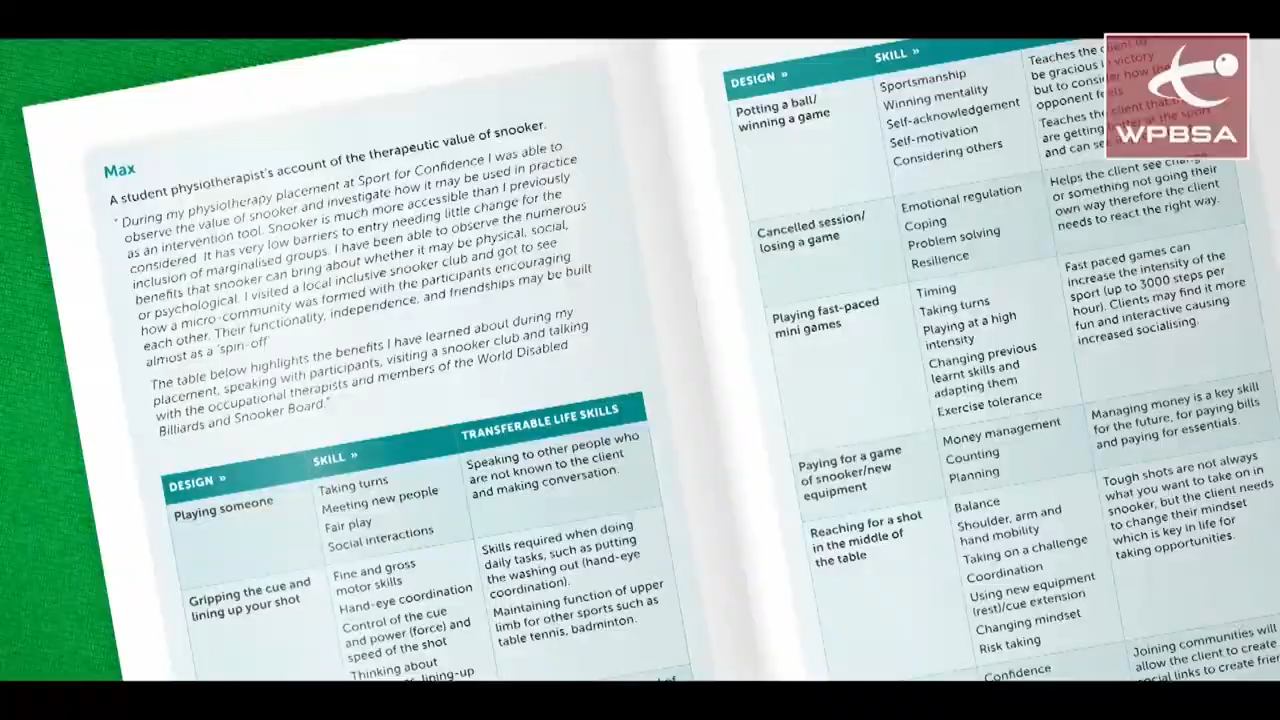 Max
A student physiotherapist's account of the therapeutic value of snooker.
" During my physiotherapy placement at Sport for Confidence I was able to
observe the value of snooker and investigate how it may be used in practice
as an intervention tool. Snooker is much more accessible than I previously
considered. It has very low barriers to entry needing little change for the
inclusion of marginalised groups. I have been able to observe the numerous
benefits that snooker can bring about whether it may be physical, social,
or psychological. I visited a local inclusive snooker club and got to see
how a micro-community was formed with the participants encouraging
each other. Their functionality, independence, and friendships may be built
almost as a 'spin-off'
The table below highlights the benefits I have learned about during my
placement, speaking with participants, visiting a snooker club and talking
with the occupational therapists and members of the World Disabled
Billiards and Snooker Board."
DESIGN »
SKILL »
TRANSFERABLE LIFE SKILLS
Playing someone
Taking turns
Meeting new people
Fair play
Social interactions
Speaking to other people who
are not known to the client
and making conversation.
Gripping the cue and
lining up your shot
Fine and gross
motor skills
Hand-eye coordination
Control of the cue
and power (force) and
speed of the shot
Thinking about
lining-up
Skills required when doing
daily tasks, such as putting
the washing out (hand-eye
coordination).
Maintaining function of upper
limb for other sports such as
table tennis, badminton.
of
DESIGN »
SKILL »
Potting a ball/
winning a game
Sportsmanship
Winning mentality
Self-acknowledgement
Self-motivation
Considering others
Teaches the client to
be gracious in victory
but to consider how the
opponent feels
Teaches the client that
are getting better at the sport
and can see
Cancelled session/
losing a game
Emotional regulation
Coping
Problem solving
Resilience
Helps the client see change
or something not going their
own way therefore the client
needs to react the right way.
Playing fast-paced
mini games
Timing
Taking turns
Playing at a high
intensity
Changing previous
learnt skills and
adapting them
Exercise tolerance
Fast paced games can
increase the intensity of the
sport (up to 3000 steps per
hour). Clients may find it more
fun and interactive causing
increased socialising.
Paying for a game
of snooker/new
equipment
Money management
Counting
Planning
Managing money is a key skill
for the future, for paying bills
and paying for essentials.
Reaching for a shot
in the middle of
the table
Balance
Shoulder, arm and
hand mobility
Taking on a challenge
Coordination
Using new equipment
(rest)/cue extension
Changing mindset
Risk taking
Tough shots are not always
what you want to take on in
snooker, but the client needs
to change their mindset
which is key in life for
taking opportunities.
Confidence
Joining communities will
allow the client to create
social links to create
WPBSA